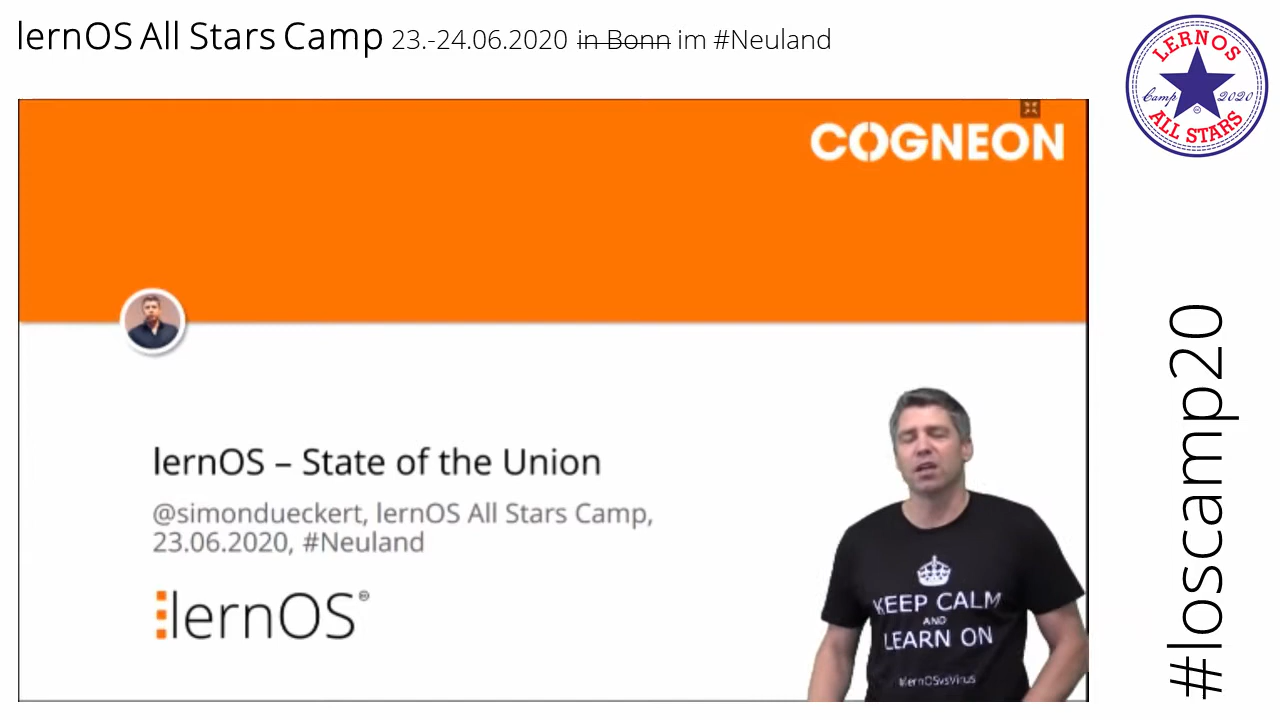 lernOS All Stars Camp 23.-24.06.2020 in Bonn im #Neuland
LERNOS
Camp 2020
ALL STARS
COGNEON
lernOS – State of the Union
@simondueckert, lernOS All Stars Camp,
23.06.2020, #Neuland
lernOS
KEEP CALM
AND
LEARN ON
#lernOSvsVirus
#loscamp20